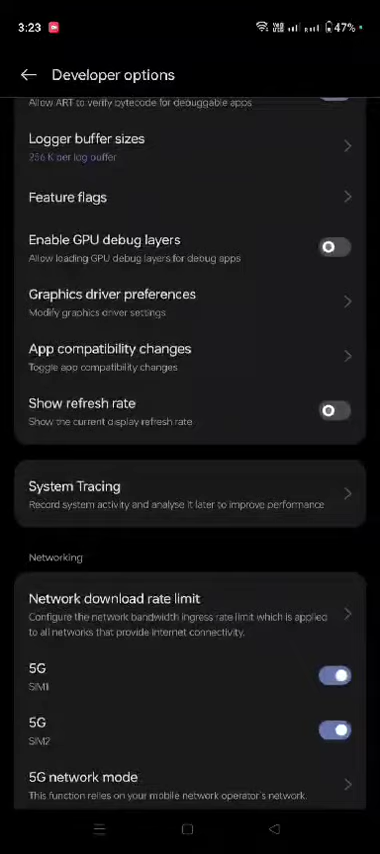 3:23
47%
Developer options
Allow ART to verify bytecode for debuggable apps
Logger buffer sizes
256 K per log buffer
Feature flags
Enable GPU debug layers
Allow loading GPU debug layers for debug apps
Graphics driver preferences
Modify graphics driver settings
App compatibility changes
Toggle app compatibility changes
Show refresh rate
Show the current display refresh rate
System Tracing
Record system activity and analyse it later to improve performance
Networking
Network download rate limit
Configure the network bandwidth ingress rate limit which is applied
to all networks that provide internet connectivity.
5G
SIM1
5G
SIM2
5G network mode
This function relies on your mobile network operator's network.